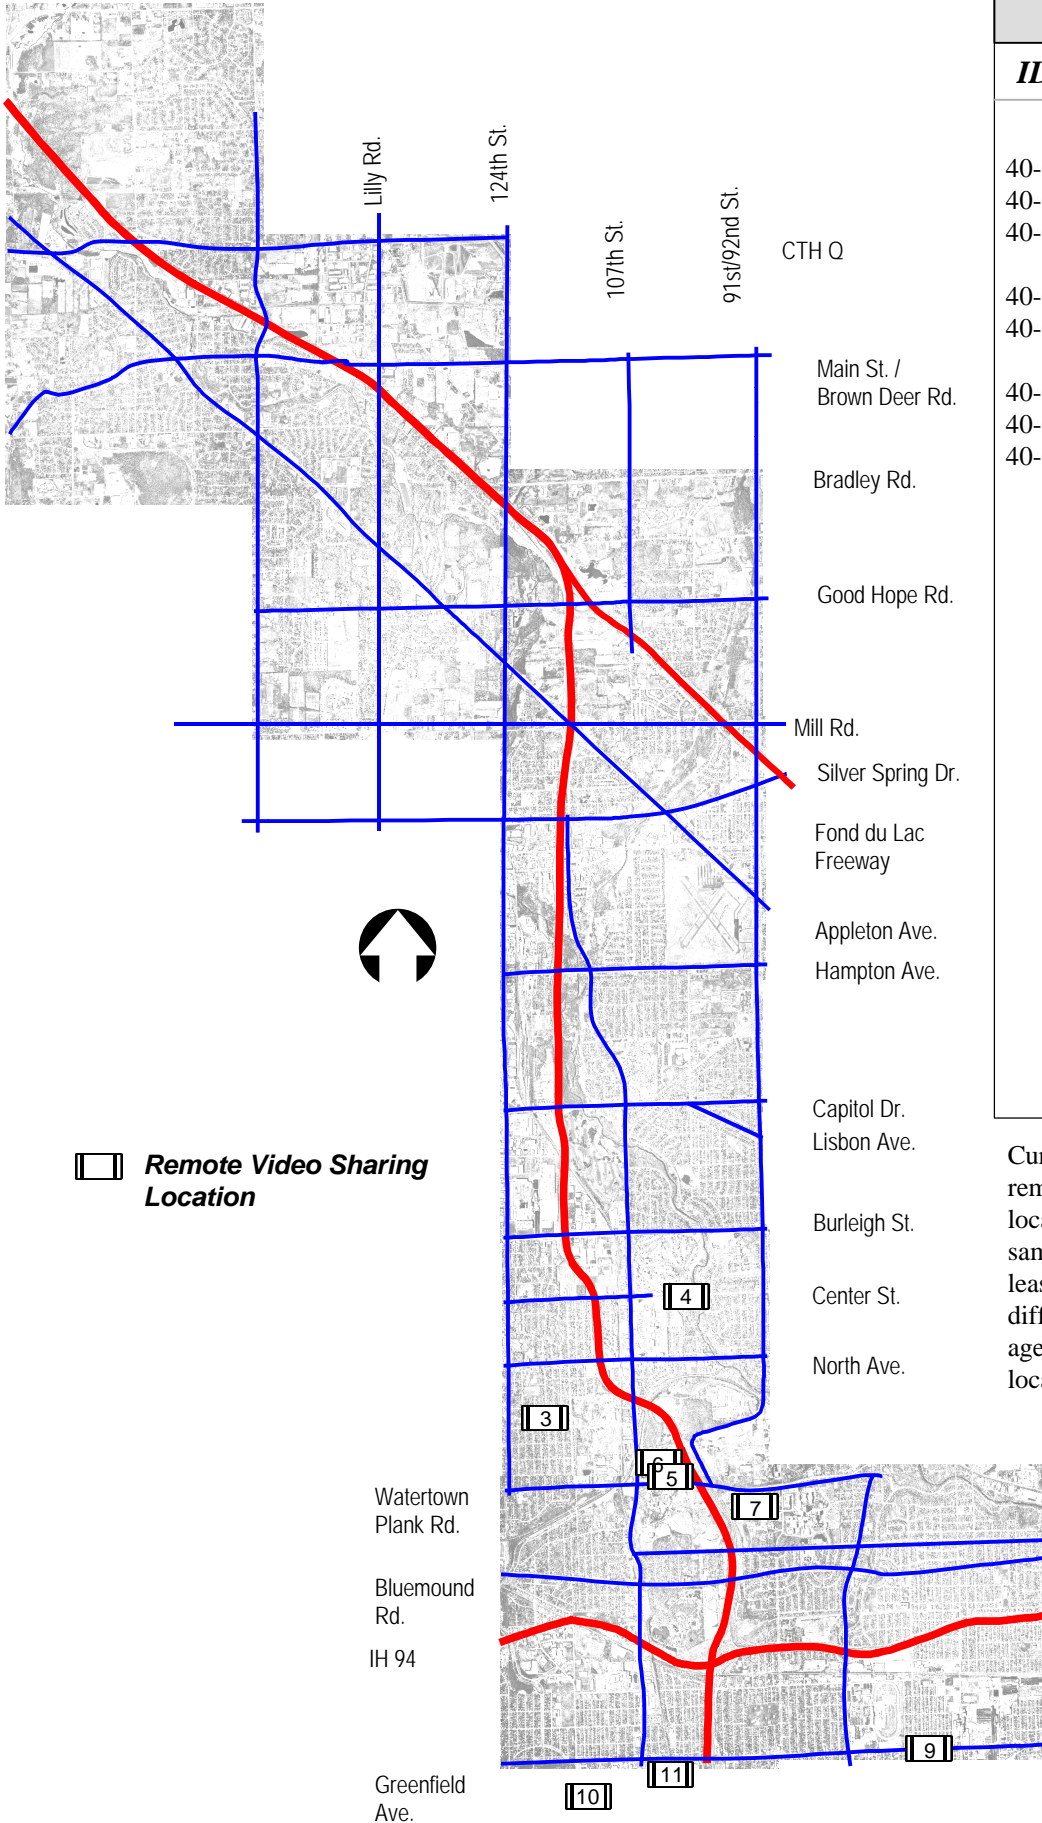 Lilly Rd.
124th St.
107th St.
91st/92nd St.
CTH Q
Main St. /
Brown Deer Rd.
Bradley Rd.
Good Hope Rd.
Mill Rd.
Silver Spring Dr.
Fond du Lac
Freeway
Appleton Ave.
Hampton Ave.
Capitol Dr.
Lisbon Ave.
Remote Video Sharing
Location
Burleigh St.
Center St.
4
North Ave.
3
6
5
7
Watertown
Plank Rd.
Bluemound
Rd.
IH 94
9
11
10
Greenfield
Ave.
40-
40-
40-
40-
40-
40-
40-
40-